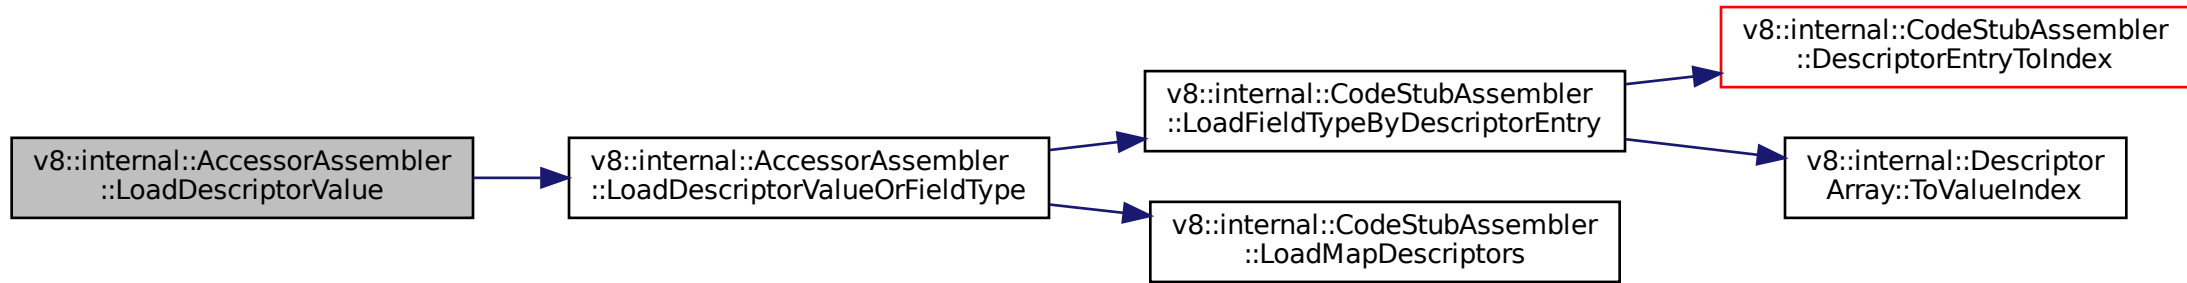 v8::internal::AccessorAssembler
::LoadDescriptorValue
v8::internal::AccessorAssembler
::LoadDescriptorValueOrFieldType
v8::internal::CodeStubAssembler
::LoadFieldTypeByDescriptorEntry
v8::internal::CodeStubAssembler
::DescriptorEntryToIndex
v8::internal::Descriptor
Array::ToValueIndex
v8::internal::CodeStubAssembler
::LoadMapDescriptors